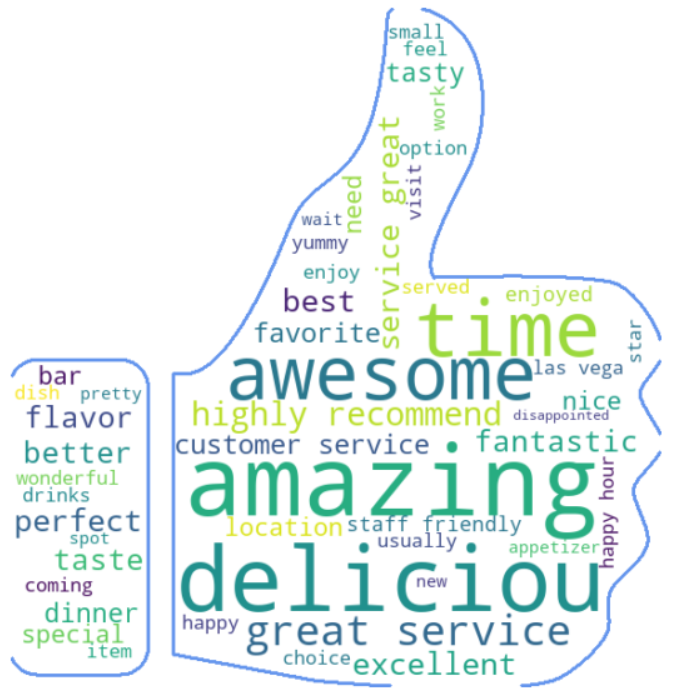 small
feel
tasty
work
option
service great
visit
need
wait
yummy
enjoy
best
served
enjoyed
time
favorite
star
awesome
las vega
bar
dish
pretty
nice
flavor
highly recommend
disappointed
better
customer service
fantastic
wonderful
amazing
happy hour
drinks
perfect
location
staff friendly
spot
usually
appetizer
taste
deliciou
new
coming
dinner
happy
great service
special
item
choice
excellent